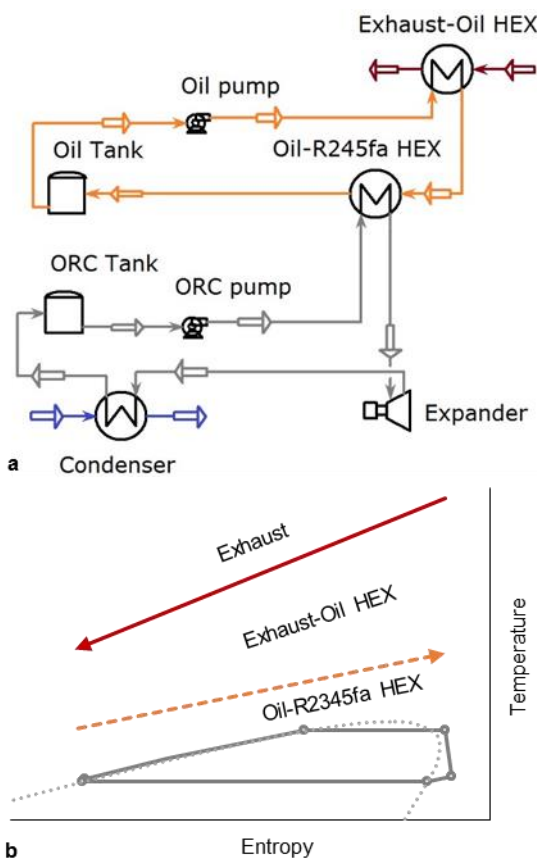 Exhaust-Oil HEX
Oil pump
Oil Tank
Oil-R245fa HEX
ORC Tank
ORC pump
Expander
Condenser
a
Exhaust
Exhaust-Oil HEX
Oil-R2345fa HEX
Temperature
b
Entropy